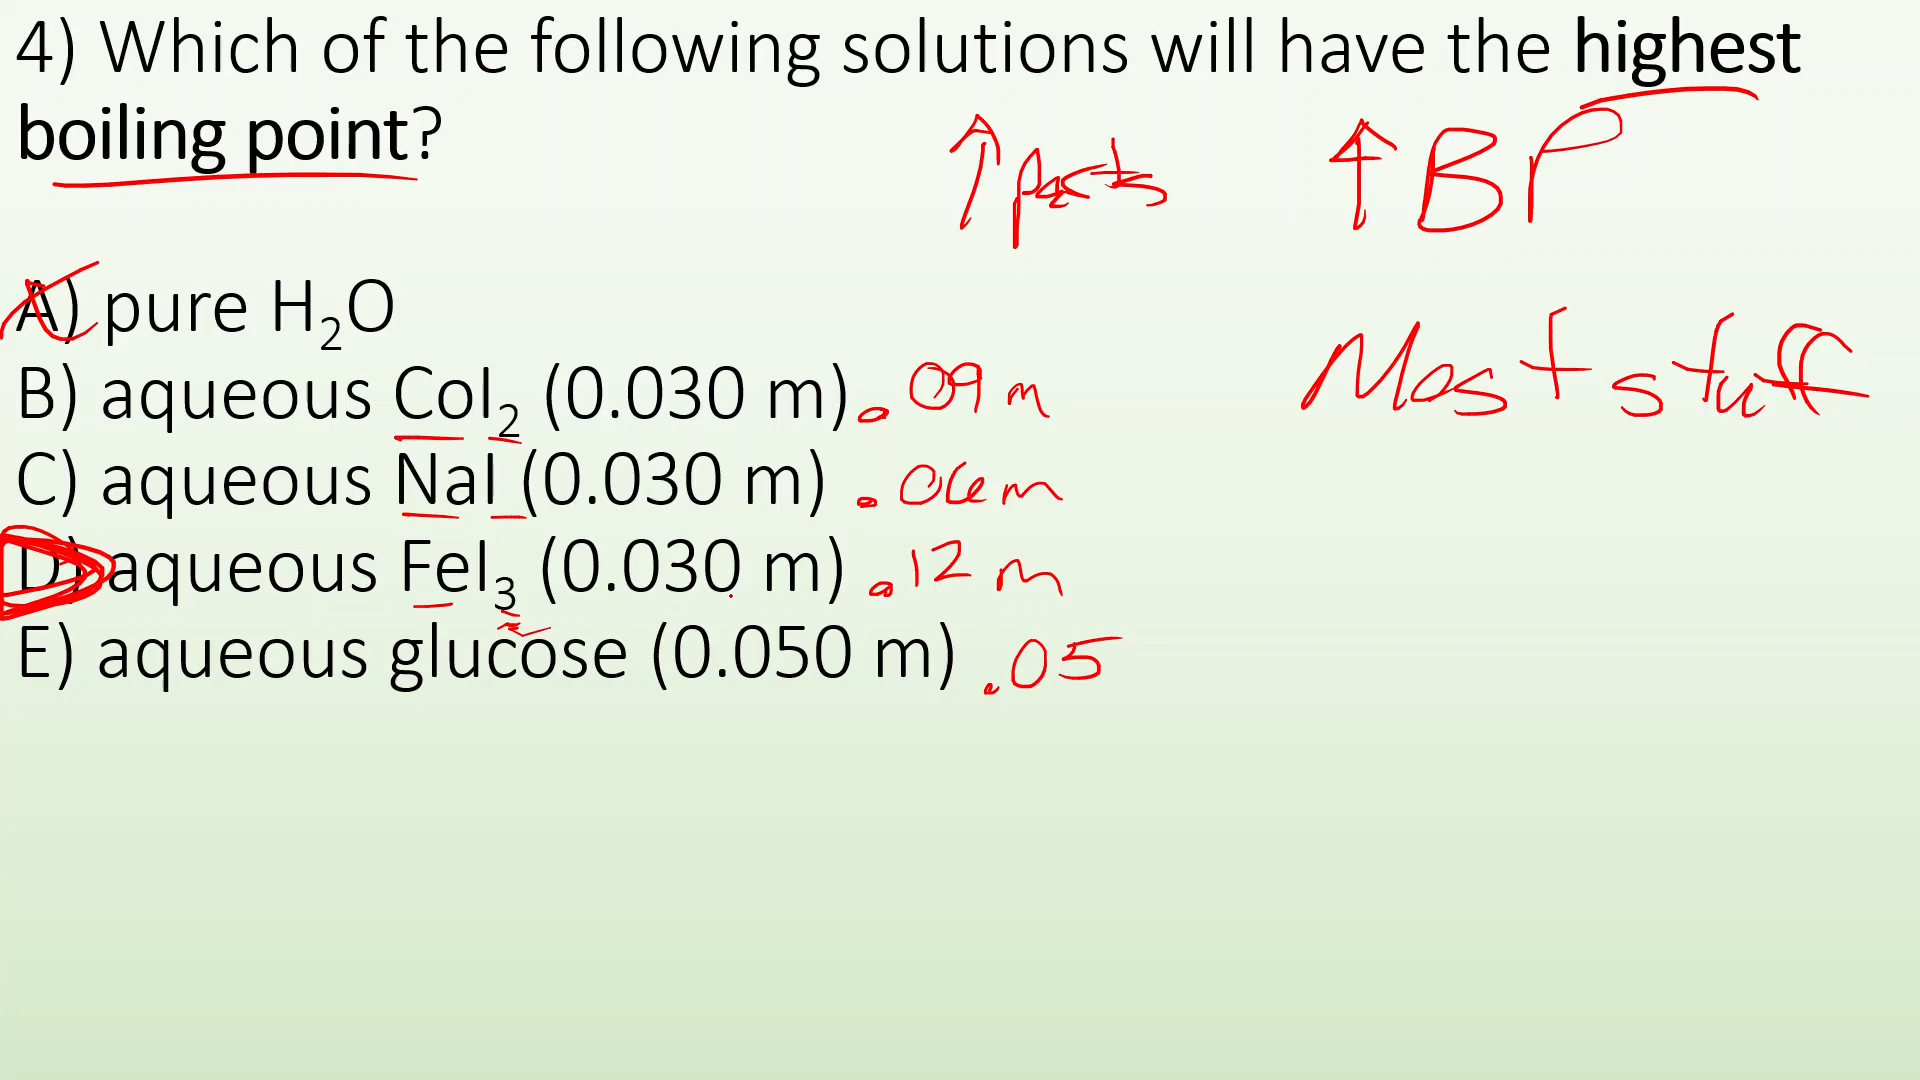 4) Which of the following solutions will have the highest
boiling point?
↑ parts ↑ BP
A) pure H₂O
Most stuff
B) aqueous CoI₂ (0.030 m) .09 m
C) aqueous NaI (0.030 m) .06 m
D) aqueous FeI₃ (0.030 m) .12 m
E) aqueous glucose (0.050 m) .05